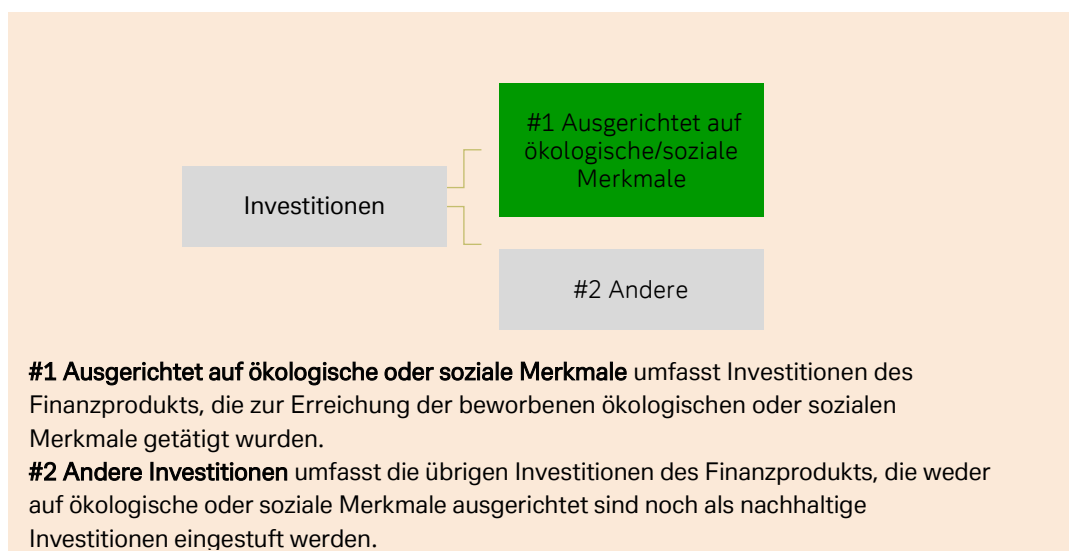 #1 Ausgerichtet auf
ökologische/soziale
Merkmale
Investitionen
#2 Andere
#1 Ausgerichtet auf ökologische oder soziale Merkmale umfasst Investitionen des
Finanzprodukts, die zur Erreichung der beworbenen ökologischen oder sozialen
Merkmale getätigt wurden.
#2 Andere Investitionen umfasst die übrigen Investitionen des Finanzprodukts, die weder
auf ökologische oder soziale Merkmale ausgerichtet sind noch als nachhaltige
Investitionen eingestuft werden.